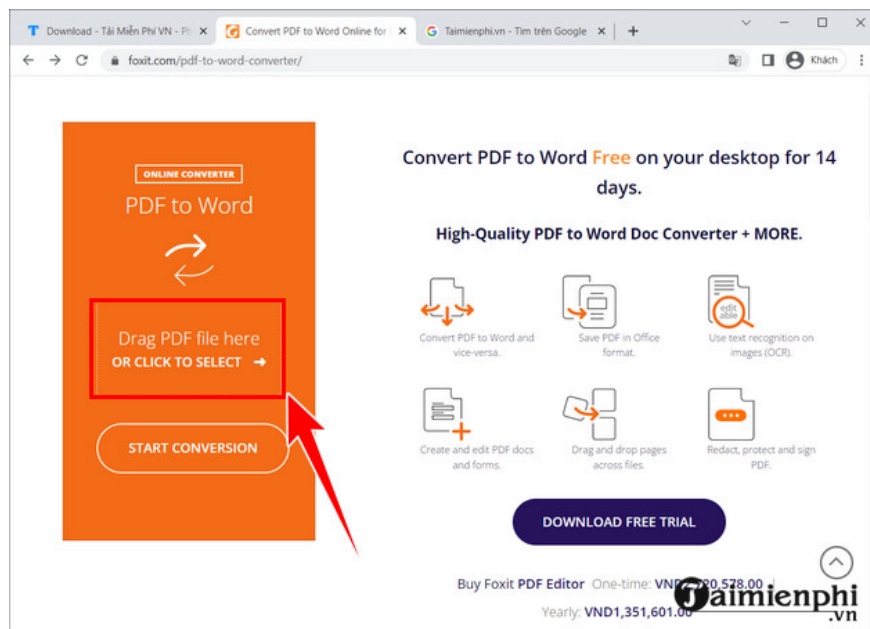 Download - Tải Miễn Phí VN - Ph
Convert PDF to Word Online for
Taimienphi.vn - Tìm trên Google
foxit.com/pdf-to-word-converter/
Khách
ONLINE CONVERTER
PDF to Word
Drag PDF file here
OR CLICK TO SELECT
START CONVERSION
Convert PDF to Word Free on your desktop for 14
days.
High-Quality PDF to Word Doc Converter + MORE.
Convert PDF to Word and
vice-versa.
Save PDF in Office
format.
edit
able
Use text recognition on
images (OCR).
Create and edit PDF docs
and forms.
Drag and drop pages
across files.
Redact, protect and sign
PDF.
DOWNLOAD FREE TRIAL
Buy Foxit PDF Editor One-time:
Yearly: VND1,351,601.00
Taimienphi
.vn